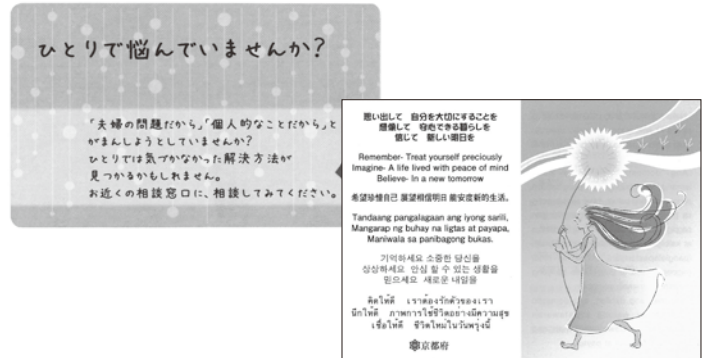 ひとりで悩んでいませんか?
「夫婦の問題だから」「個人的なことだから」と
がまんしようとしていませんか?
ひとりでは気づかなかった解決方法が
見つかるかもしれません。
お近くの相談窓口に、相談してみてください。
思い出して 自分を大切にすることを
想像して 安心できる暮らしを
信じて 新しい明日を
Remember- Treat yourself preciously
Imagine- A life lived with peace of mind
Believe- In a new tomorrow
希望珍惜自己 展望相信明日 能安度新的生活。
Tandaang pangalagaan ang iyong sarili,
Mangarap ng buhay na ligtas at payapa,
Maniwala sa panibagong bukas.
기억하세요 소중한 당신을
상상하세요 안심 할 수 있는 생활을
믿으세요 새로운 내일을
คิดให้ดี เราต้องรักตัวของเรา
นึกให้ดี ภาพการใช้ชีวิตอย่างมีความสุข
เชื่อให้ดี ชีวิตใหม่ในวันพรุ่งนี้
京都府